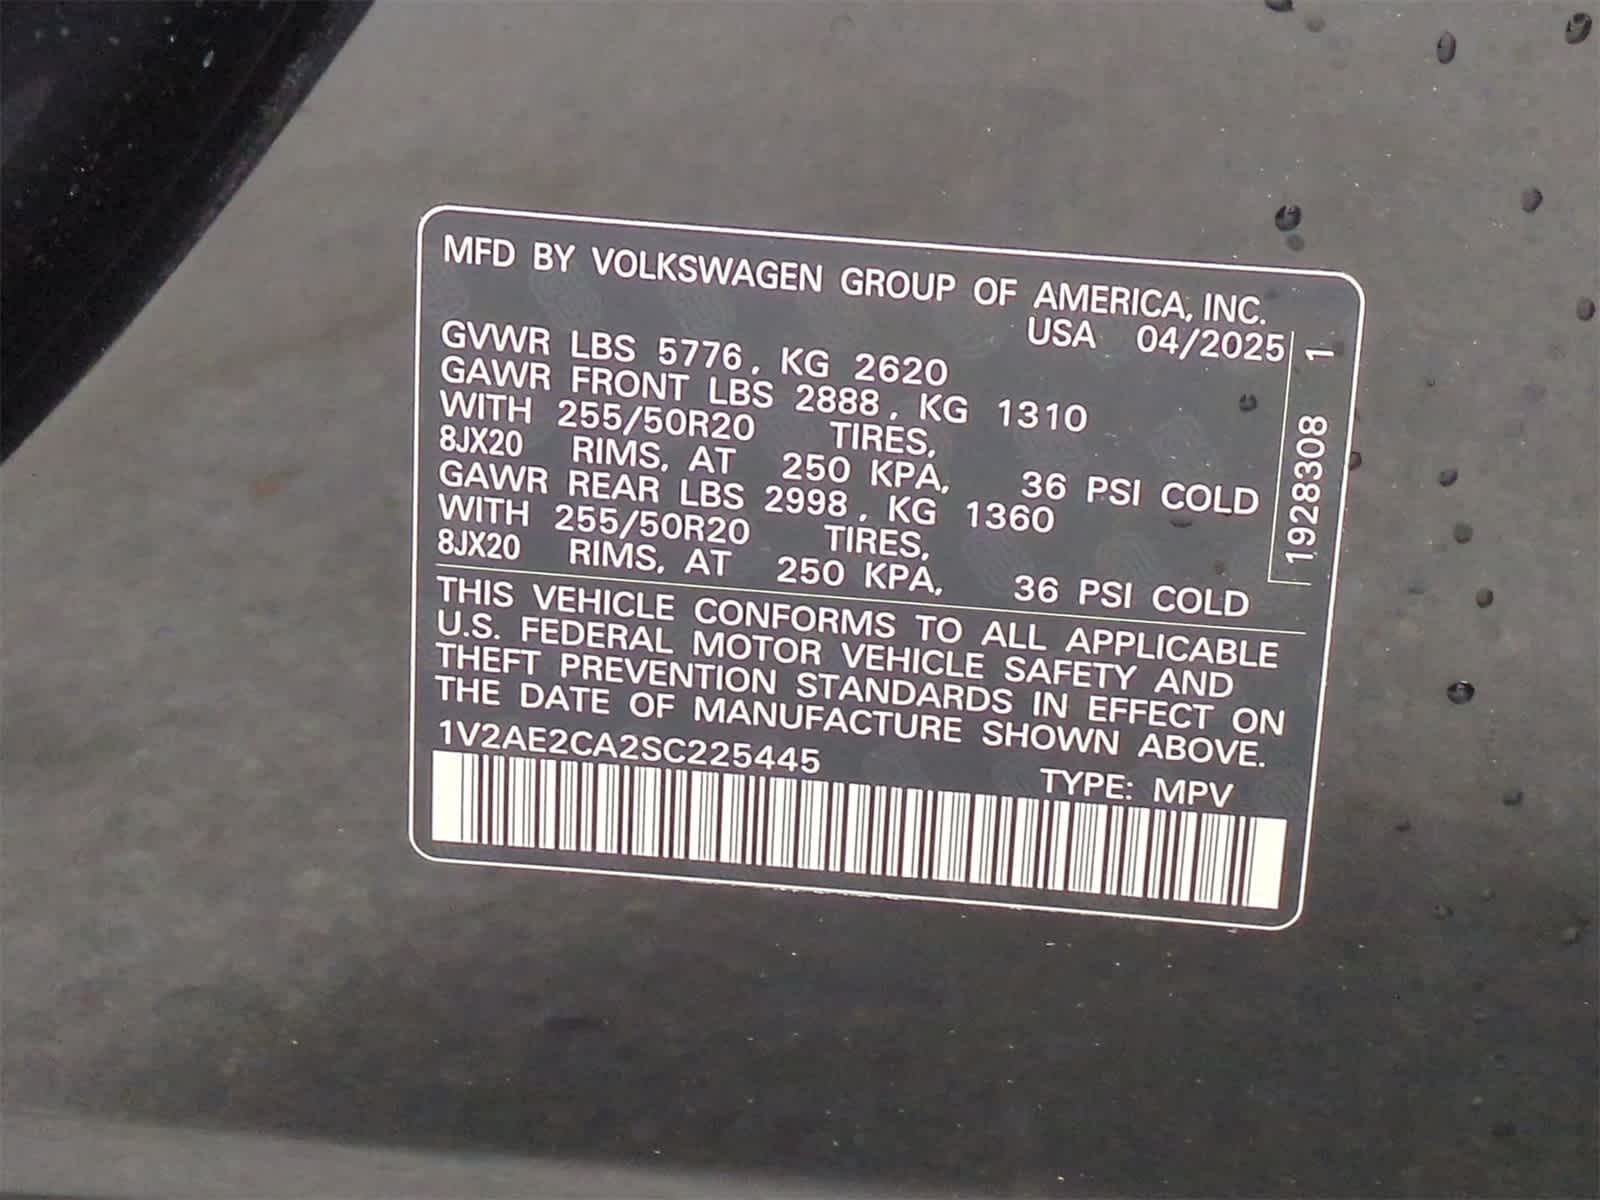 MFD BY VOLKSWAGEN GROUP OF AMERICA, INC.
USA 04/2025
GVWR LBS 5776, KG 2620
GAWR FRONT LBS 2888, KG 1310
WITH 255/50R20 TIRES,
8JX20 RIMS, AT 250 KPA, 36 PSI COLD
GAWR REAR LBS 2998, KG 1360
WITH 255/50R20 TIRES,
8JX20 RIMS, AT 250 KPA, 36 PSI COLD
1928308 1
THIS VEHICLE CONFORMS TO ALL APPLICABLE
U.S. FEDERAL MOTOR VEHICLE SAFETY AND
THEFT PREVENTION STANDARDS IN EFFECT ON
THE DATE OF MANUFACTURE SHOWN ABOVE.
1V2AE2CA2SC225445
TYPE: MPV